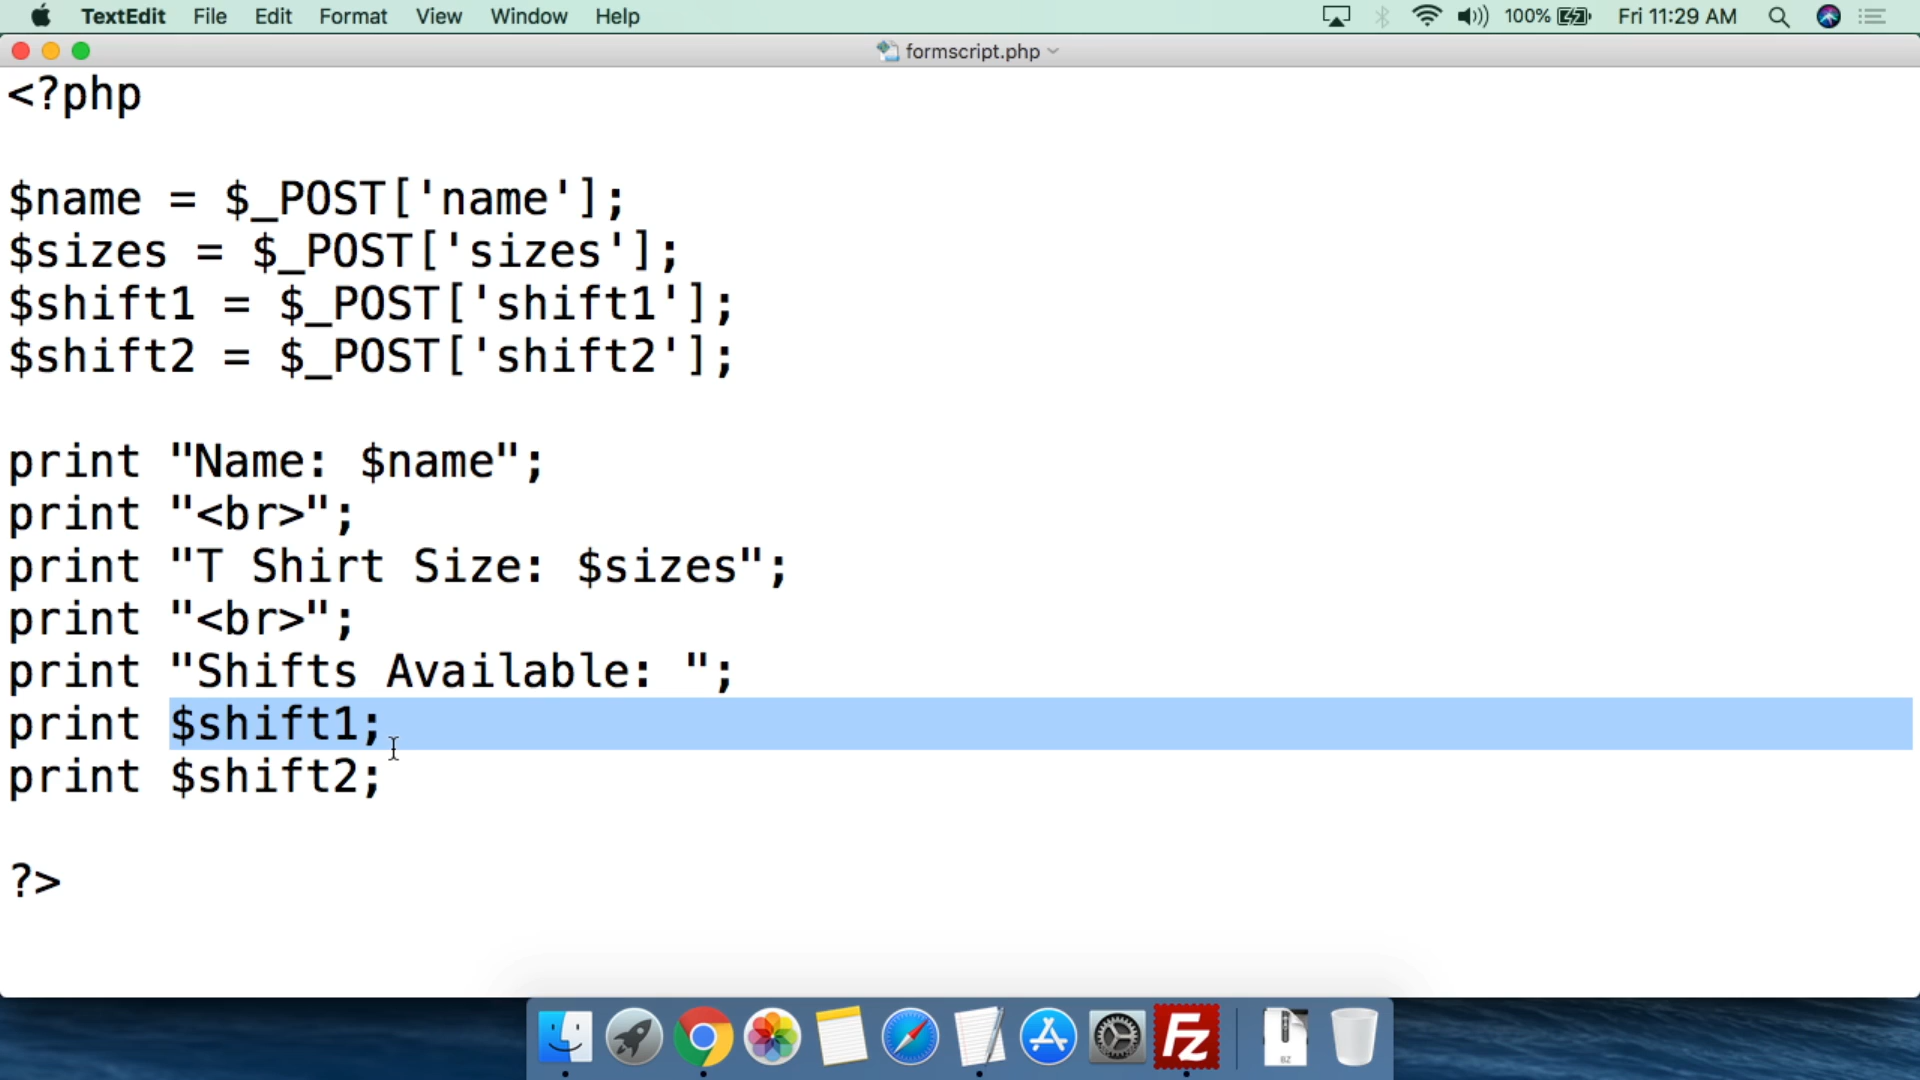 TextEdit File Edit Format View Window Help 100% Fri 11:29 AM
formscript.php
<?php
$name = $_POST['name'];
$sizes = $_POST['sizes'];
$shift1 = $_POST['shift1'];
$shift2 = $_POST['shift2'];
print "Name: $name";
print "<br>";
print "T Shirt Size: $sizes";
print "<br>";
print "Shifts Available: ";
print $shift1;
print $shift2;
?>
Fz
BZ